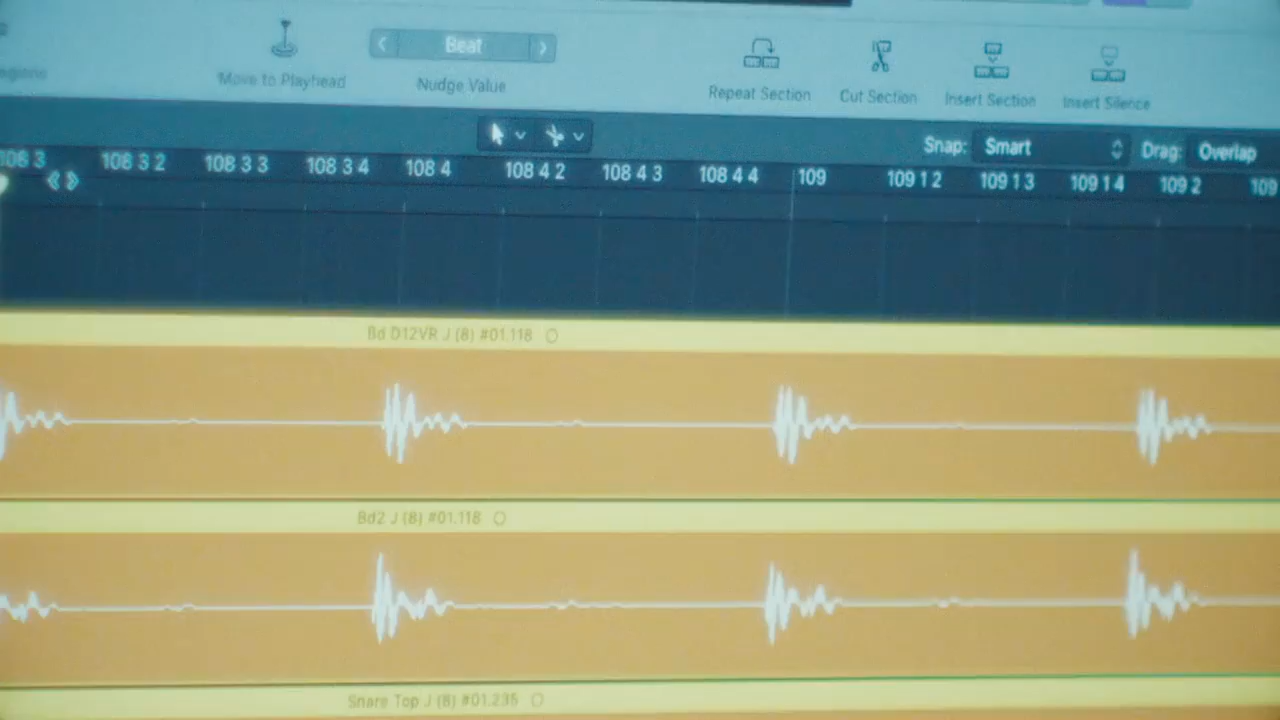 Move to Playhead
Beat
Nudge Value
Repeat Section
Cut Section
Insert Section
Insert Silence
Snap: Smart
Drag: Overlap
108 3
108 3 2
108 3 3
108 3 4
108 4
108 4 2
108 4 3
108 4 4
109
109 1 2
109 1 3
109 1 4
109 2
109
Bd D12VR J (8) #01.118
Bd2 J (8) #01.118
Snare Top J (8) #01.235